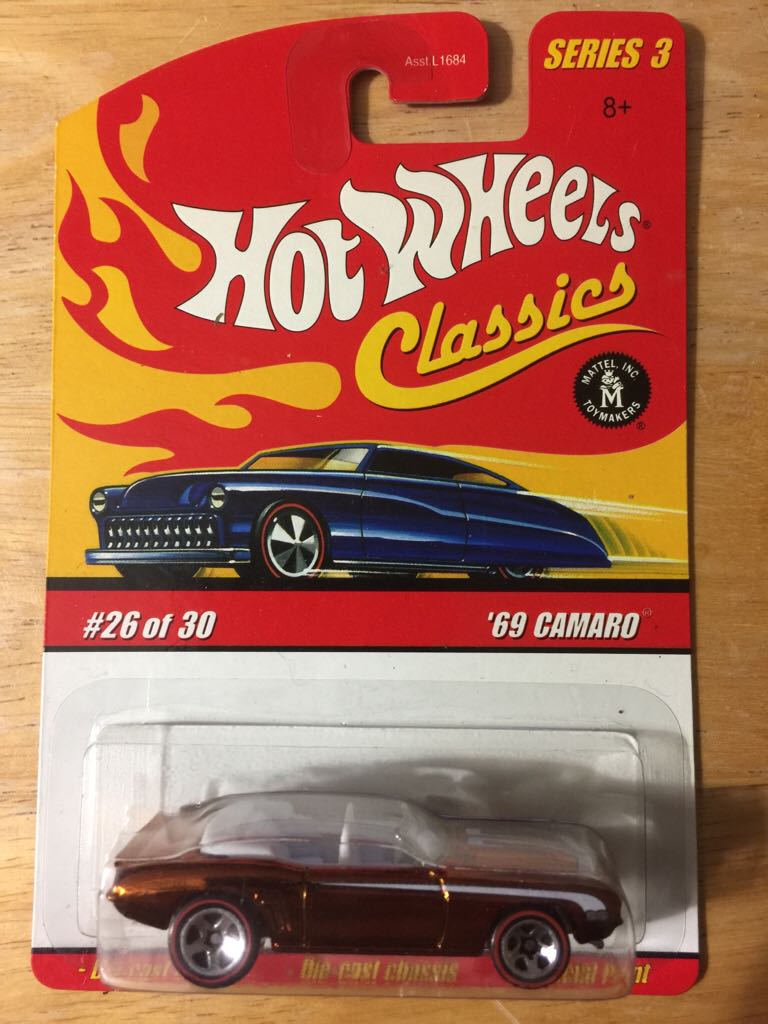 Asst.L1684
SERIES 3
8+
HOT WHEELS®
Classics
MATTEL, INC
M
TOYMAKERS ®
#26 of 30
'69 CAMARO®
Die-cast chassis
Paint